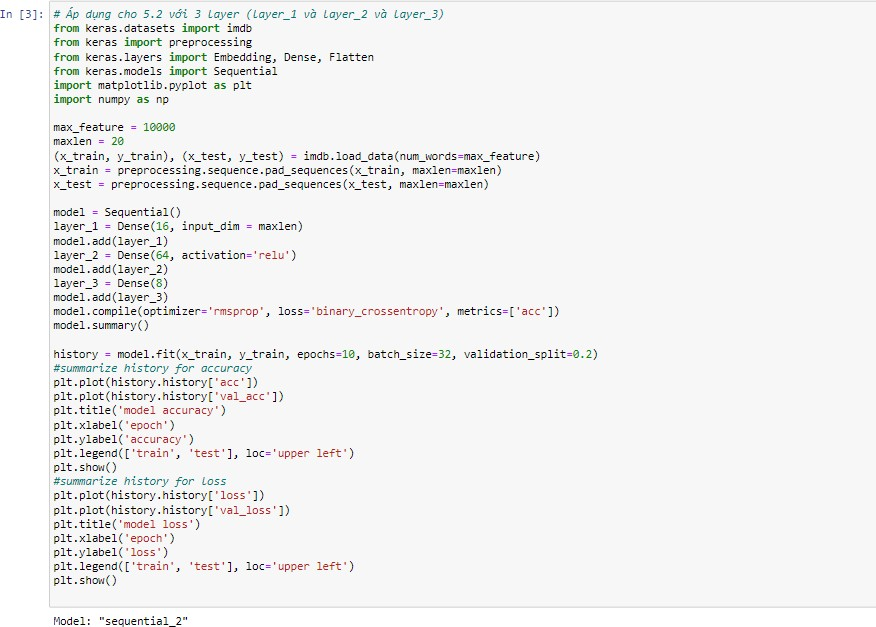 In [3]: # Áp dụng cho 5.2 với 3 layer (layer_1 và layer_2 và layer_3)
from keras.datasets import imdb
from keras import preprocessing
from keras.layers import Embedding, Dense, Flatten
from keras.models import Sequential
import matplotlib.pyplot as plt
import numpy as np

max_feature = 10000
maxlen = 20
(x_train, y_train), (x_test, y_test) = imdb.load_data(num_words=max_feature)
x_train = preprocessing.sequence.pad_sequences(x_train, maxlen=maxlen)
x_test = preprocessing.sequence.pad_sequences(x_test, maxlen=maxlen)

model = Sequential()
layer_1 = Dense(16, input_dim = maxlen)
model.add(layer_1)
layer_2 = Dense(64, activation='relu')
model.add(layer_2)
layer_3 = Dense(8)
model.add(layer_3)
model.compile(optimizer='rmsprop', loss='binary_crossentropy', metrics=['acc'])
model.summary()

history = model.fit(x_train, y_train, epochs=10, batch_size=32, validation_split=0.2)
#summarize history for accuracy
plt.plot(history.history['acc'])
plt.plot(history.history['val_acc'])
plt.title('model accuracy')
plt.xlabel('epoch')
plt.ylabel('accuracy')
plt.legend(['train', 'test'], loc='upper left')
plt.show()
#summarize history for loss
plt.plot(history.history['loss'])
plt.plot(history.history['val_loss'])
plt.title('model loss')
plt.xlabel('epoch')
plt.ylabel('loss')
plt.legend(['train', 'test'], loc='upper left')
plt.show()

Model: "sequential_2"